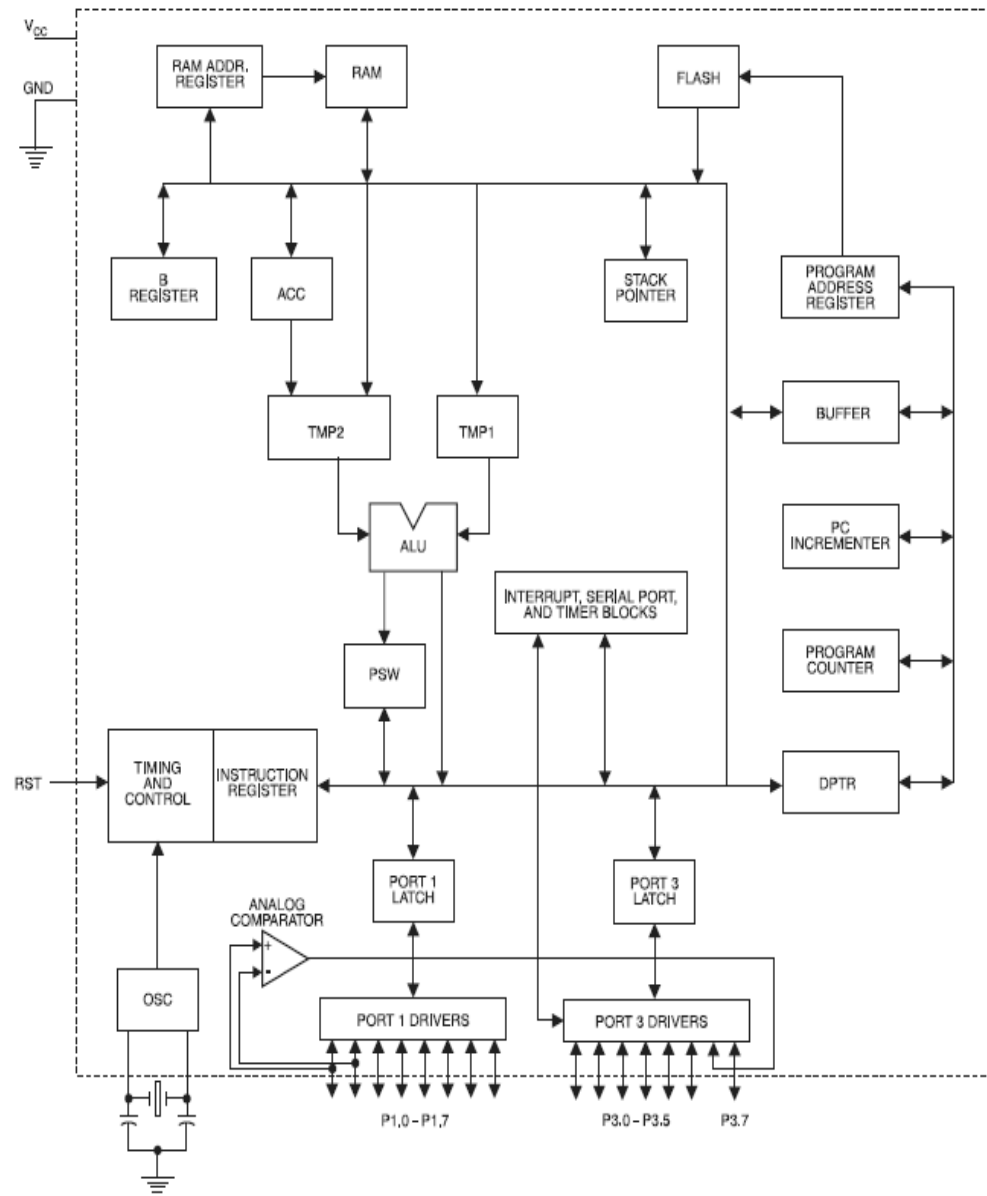 VCC
GND
RAM ADDR.
REGISTER
RAM
FLASH
B
REGISTER
ACC
STACK
POINTER
PROGRAM
ADDRESS
REGISTER
TMP2
TMP1
BUFFER
ALU
PC
INCREMENTER
INTERRUPT, SERIAL PORT,
AND TIMER BLOCKS
PSW
PROGRAM
COUNTER
RST
TIMING
AND
CONTROL
INSTRUCTION
REGISTER
DPTR
PORT 1
LATCH
PORT 3
LATCH
ANALOG
COMPARATOR
+
-
OSC
PORT 1 DRIVERS
PORT 3 DRIVERS
P1.0 – P1.7
P3.0 – P3.5
P3.7